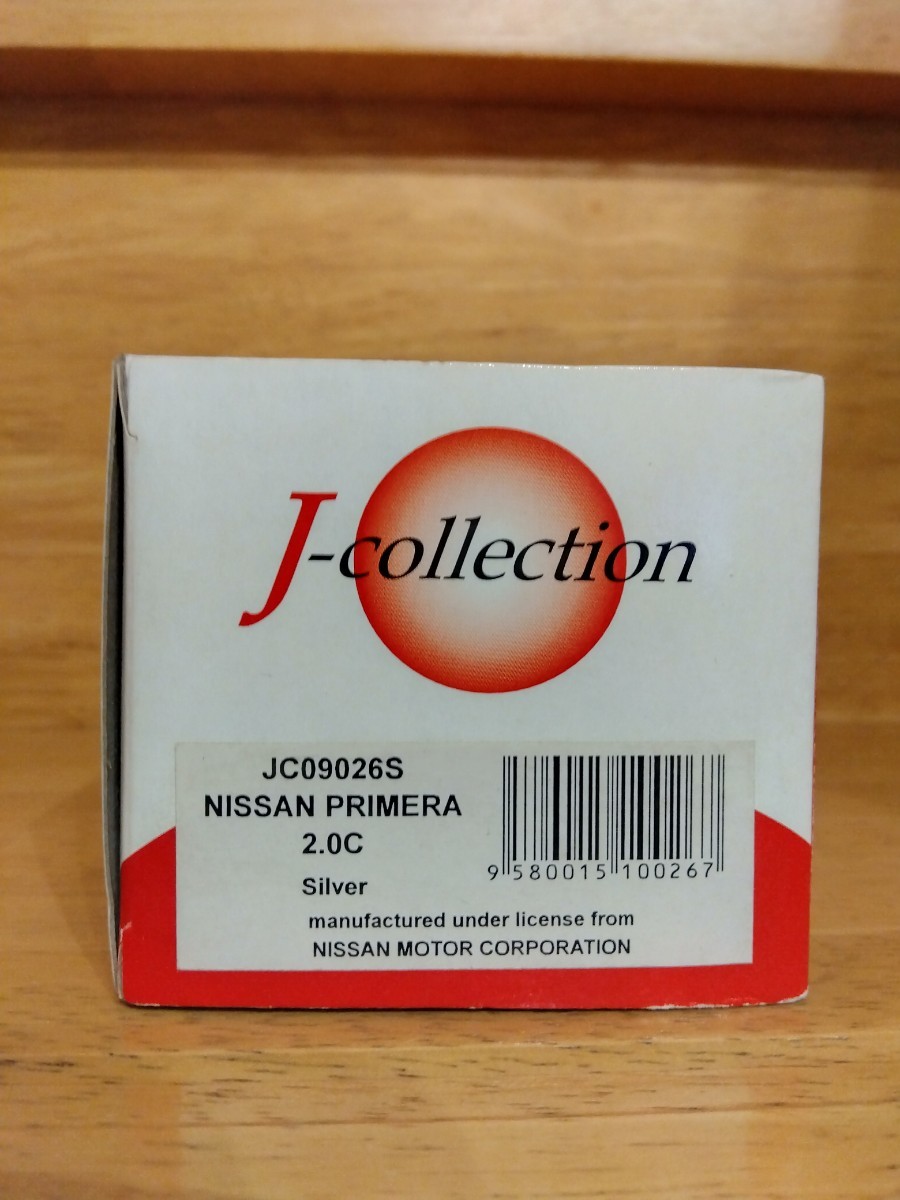 J-collection
JC09026S
NISSAN PRIMERA
2.0C
Silver
9 580015 100267
manufactured under license from
NISSAN MOTOR CORPORATION